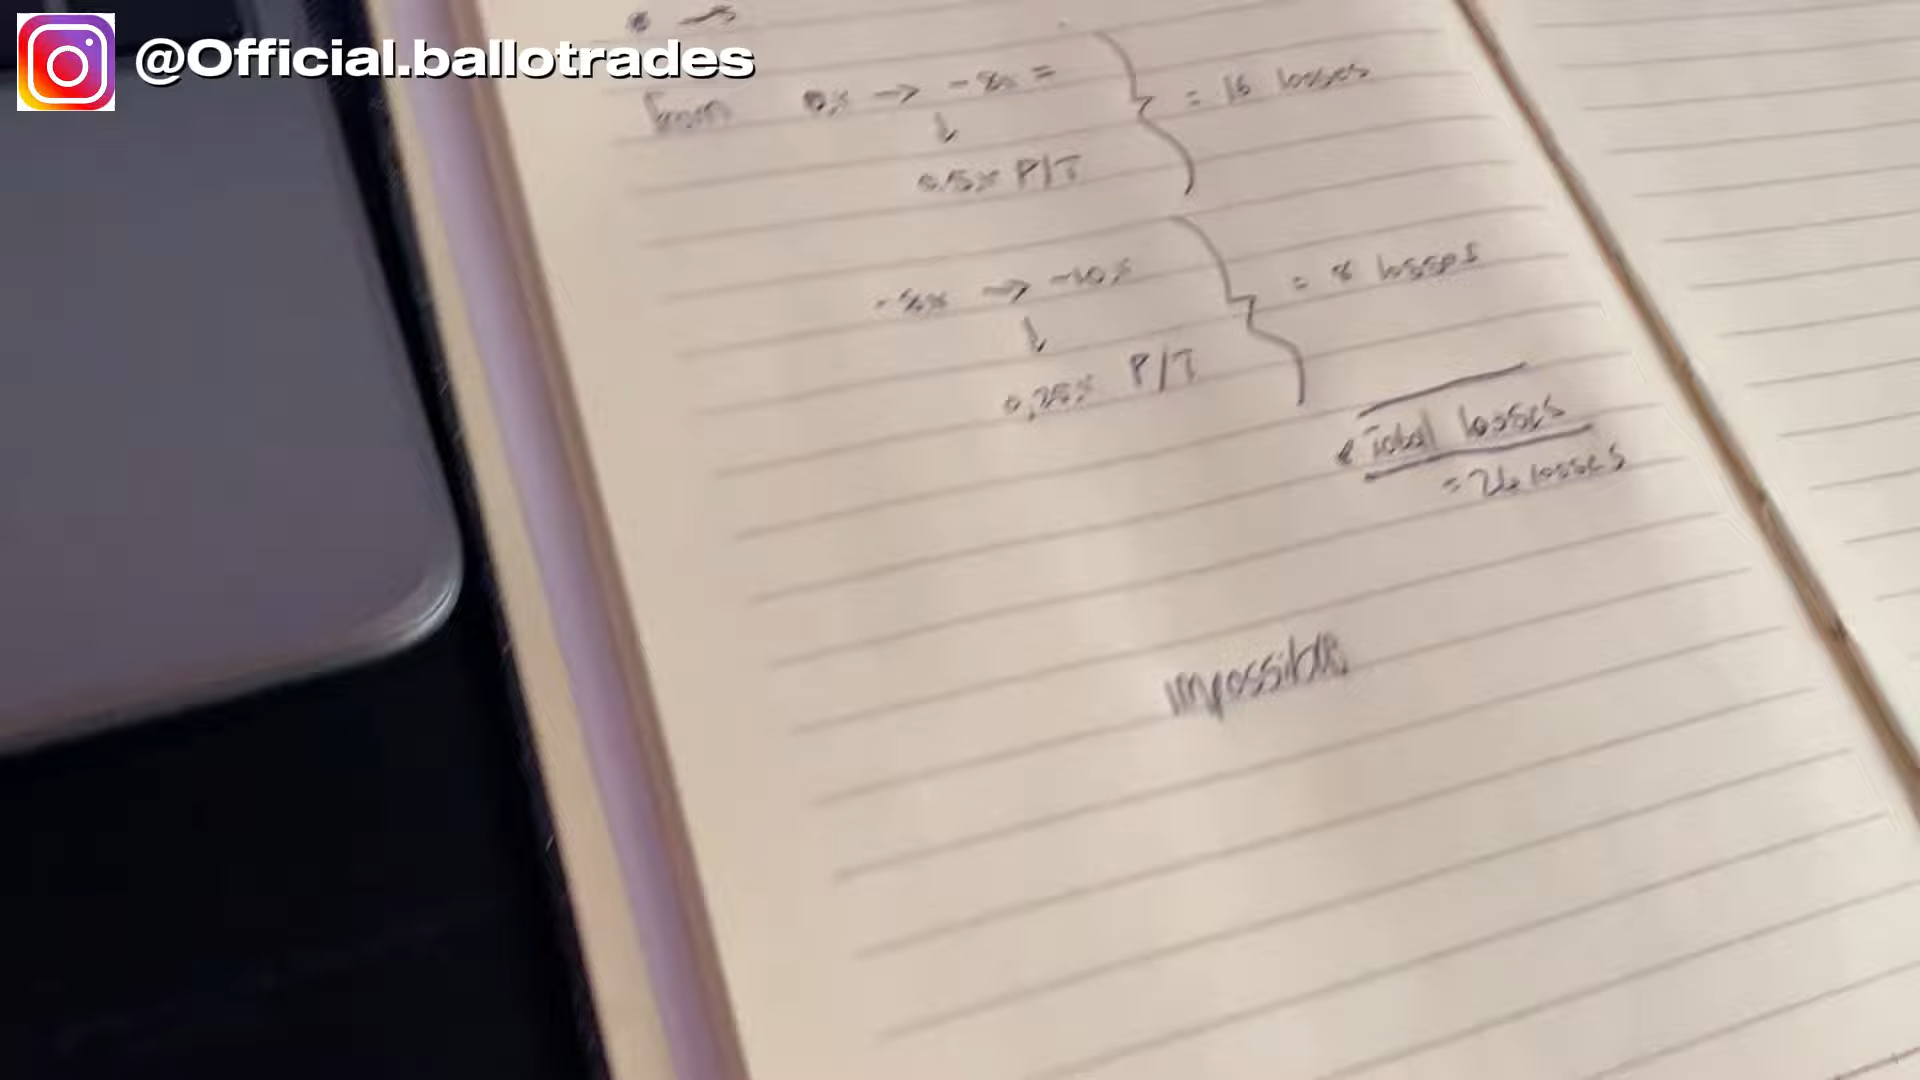 @Official.ballotrades
From 0% → -8% = = 16 losses
↓
0.5% P/T
-8% → -10% = 8 losses
↓
0,25% P/T
Total losses
= 24 losses
impossible